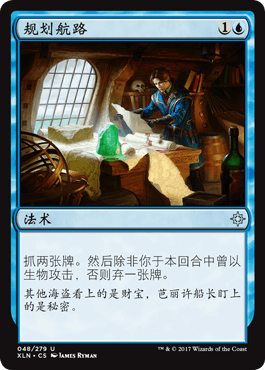 规划航路 1
法术
抓两张牌。然后除非你于本回合中曾以
生物攻击，否则弃一张牌。
其他海盗看上的是财宝，芭丽许船长盯上
的是秘密。
048/279 U
XLN • CS JAMES RYMAN
™ & © 2017 Wizards of the Coast